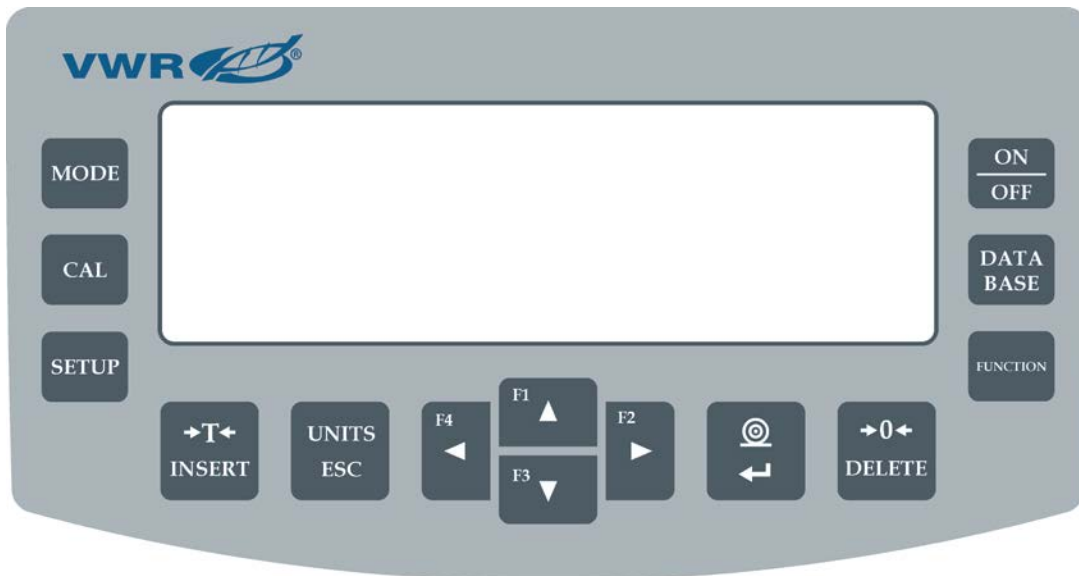 VWR®
MODE
CAL
SETUP
ON
OFF
DATA
BASE
FUNCTION
→T←
INSERT
UNITS
ESC
F4
F1
F3
F2
→0←
DELETE